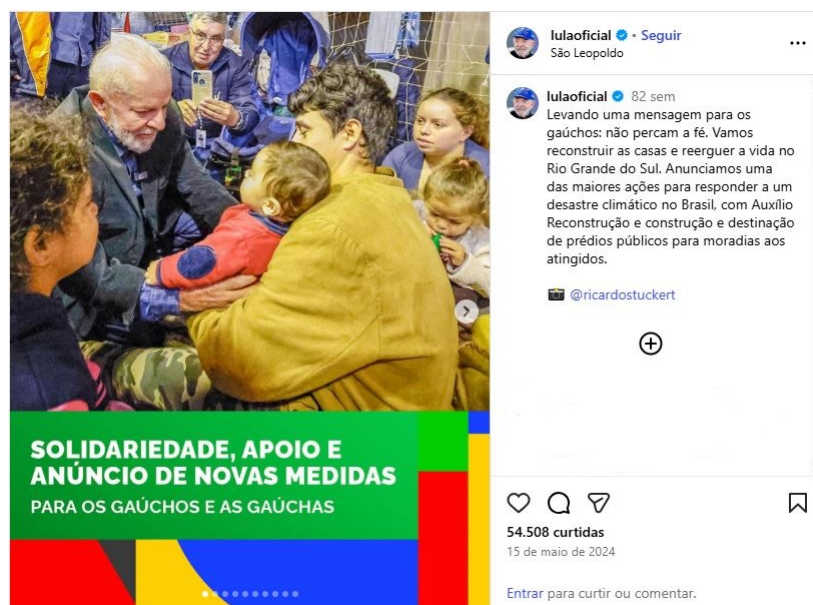 lulaoficial • Seguir
São Leopoldo
lulaoficial 82 sem
Levando uma mensagem para os
gaúchos: não percam a fé. Vamos
reconstruir as casas e reerguer a vida no
Rio Grande do Sul. Anunciamos uma
das maiores ações para responder a um
desastre climático no Brasil, com Auxílio
Reconstrução e construção e destinação
de prédios públicos para moradias aos
atingidos.
📸 @ricardostuckert
SOLIDARIEDADE, APOIO E
ANÚNCIO DE NOVAS MEDIDAS
PARA OS GAÚCHOS E AS GAÚCHAS
54.508 curtidas
15 de maio de 2024
Entrar para curtir ou comentar.